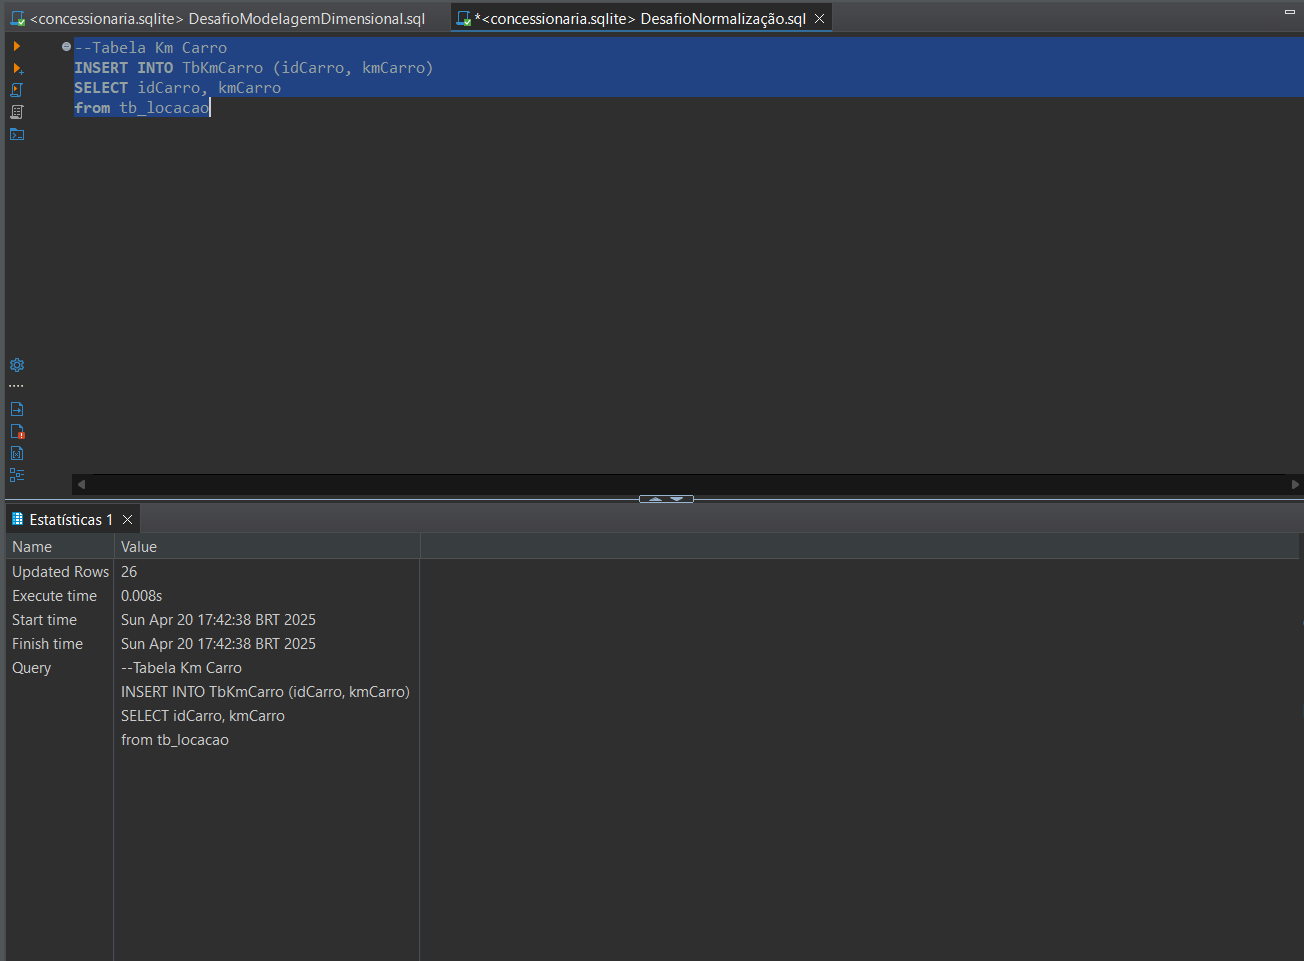 <concessionaria.sqlite> DesafioModelagemDimensional.sql
*<concessionaria.sqlite> DesafioNormalização.sql
--Tabela Km Carro
INSERT INTO TbKmCarro (idCarro, kmCarro)
SELECT idCarro, kmCarro
from tb_locacao
Estatísticas 1
Name Value
Updated Rows 26
Execute time 0.008s
Start time Sun Apr 20 17:42:38 BRT 2025
Finish time Sun Apr 20 17:42:38 BRT 2025
Query --Tabela Km Carro
INSERT INTO TbKmCarro (idCarro, kmCarro)
SELECT idCarro, kmCarro
from tb_locacao